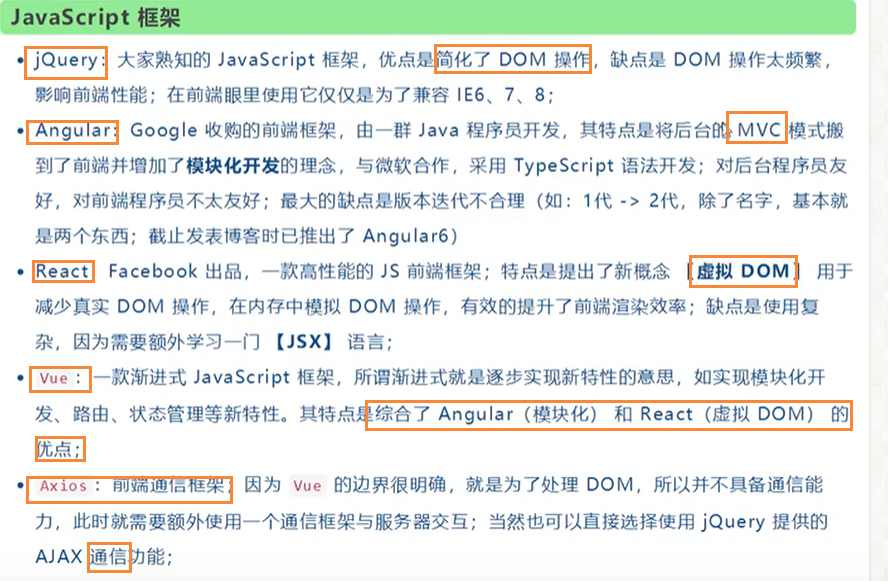 JavaScript 框架
• jQuery：大家熟知的 JavaScript 框架，优点是简化了 DOM 操作，缺点是 DOM 操作太频繁，
影响前端性能；在前端眼里使用它仅仅是为了兼容 IE6、7、8；
• Angular：Google 收购的前端框架，由一群 Java 程序员开发，其特点是将后台的 MVC 模式搬
到了前端并增加了模块化开发的理念，与微软合作，采用 TypeScript 语法开发；对后台程序员友
好，对前端程序员不太友好；最大的缺点是版本迭代不合理（如：1代 -> 2代，除了名字，基本就
是两个东西；截止发表博客时已推出了 Angular6）
• React Facebook 出品，一款高性能的 JS 前端框架；特点是提出了新概念 【虚拟 DOM】 用于
减少真实 DOM 操作，在内存中模拟 DOM 操作，有效的提升了前端渲染效率；缺点是使用复
杂，因为需要额外学习一门 【JSX】 语言；
• Vue：一款渐进式 JavaScript 框架，所谓渐进式就是逐步实现新特性的意思，如实现模块化开
发、路由、状态管理等新特性。其特点是综合了 Angular（模块化） 和 React（虚拟 DOM） 的
优点；
• Axios：前端通信框架；因为 Vue 的边界很明确，就是为了处理 DOM，所以并不具备通信能
力，此时就需要额外使用一个通信框架与服务器交互；当然也可以直接选择使用 jQuery 提供的
AJAX 通信功能；